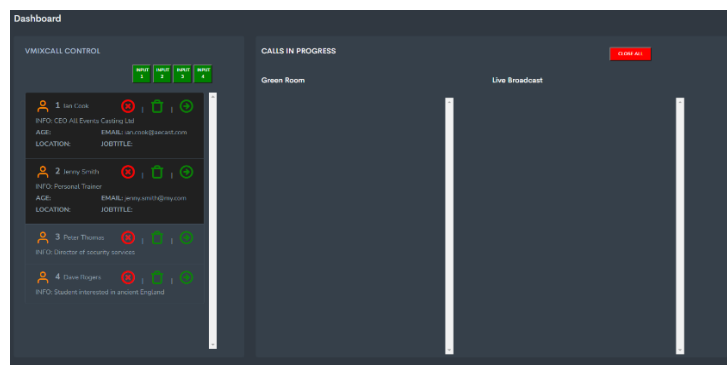 Dashboard
VMIXCALL CONTROL
INPUT 1 INPUT 2 INPUT 3 INPUT 4
1 Ian Cook
INFO: CEO All Events Casting Ltd
AGE: EMAIL: ian.cook@aecast.com
LOCATION: JOBTITLE:
2 Jenny Smith
INFO: Personal Trainer
AGE: EMAIL: jenny.smith@my.com
LOCATION: JOBTITLE:
3 Peter Thomas
INFO: Director of security services
4 Dave Rogers
INFO: Student interested in ancient England
CALLS IN PROGRESS
CLOSE ALL
Green Room
Live Broadcast